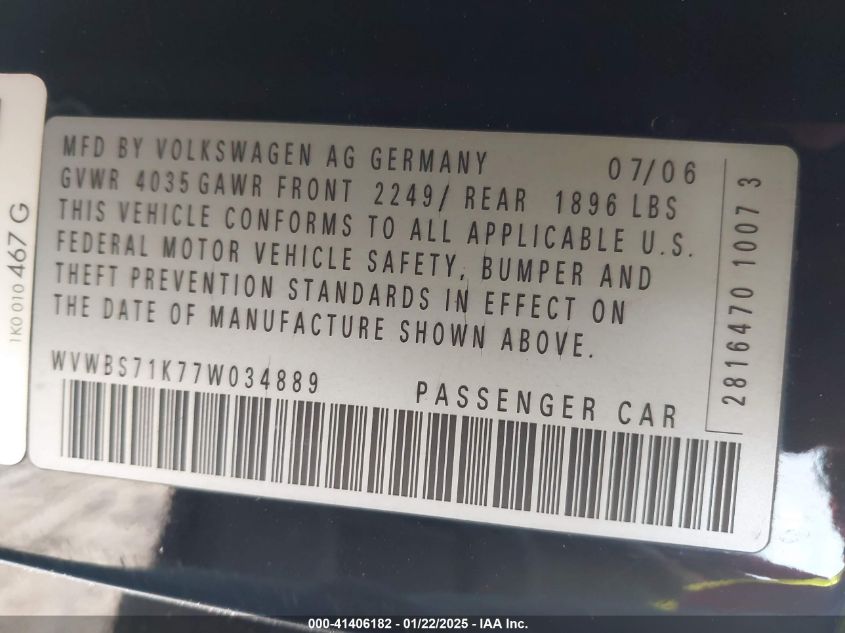 MFD BY VOLKSWAGEN AG GERMANY 07/06
GVWR 4035 GAWR FRONT 2249/ REAR 1896 LBS
THIS VEHICLE CONFORMS TO ALL APPLICABLE U.S.
FEDERAL MOTOR VEHICLE SAFETY, BUMPER AND
THEFT PREVENTION STANDARDS IN EFFECT ON
THE DATE OF MANUFACTURE SHOWN ABOVE.
WVWBS71K77W034889 PASSENGER CAR
2816470 1007 3
1K0 010 467 G
000-41406182 - 01/22/2025 - IAA Inc.